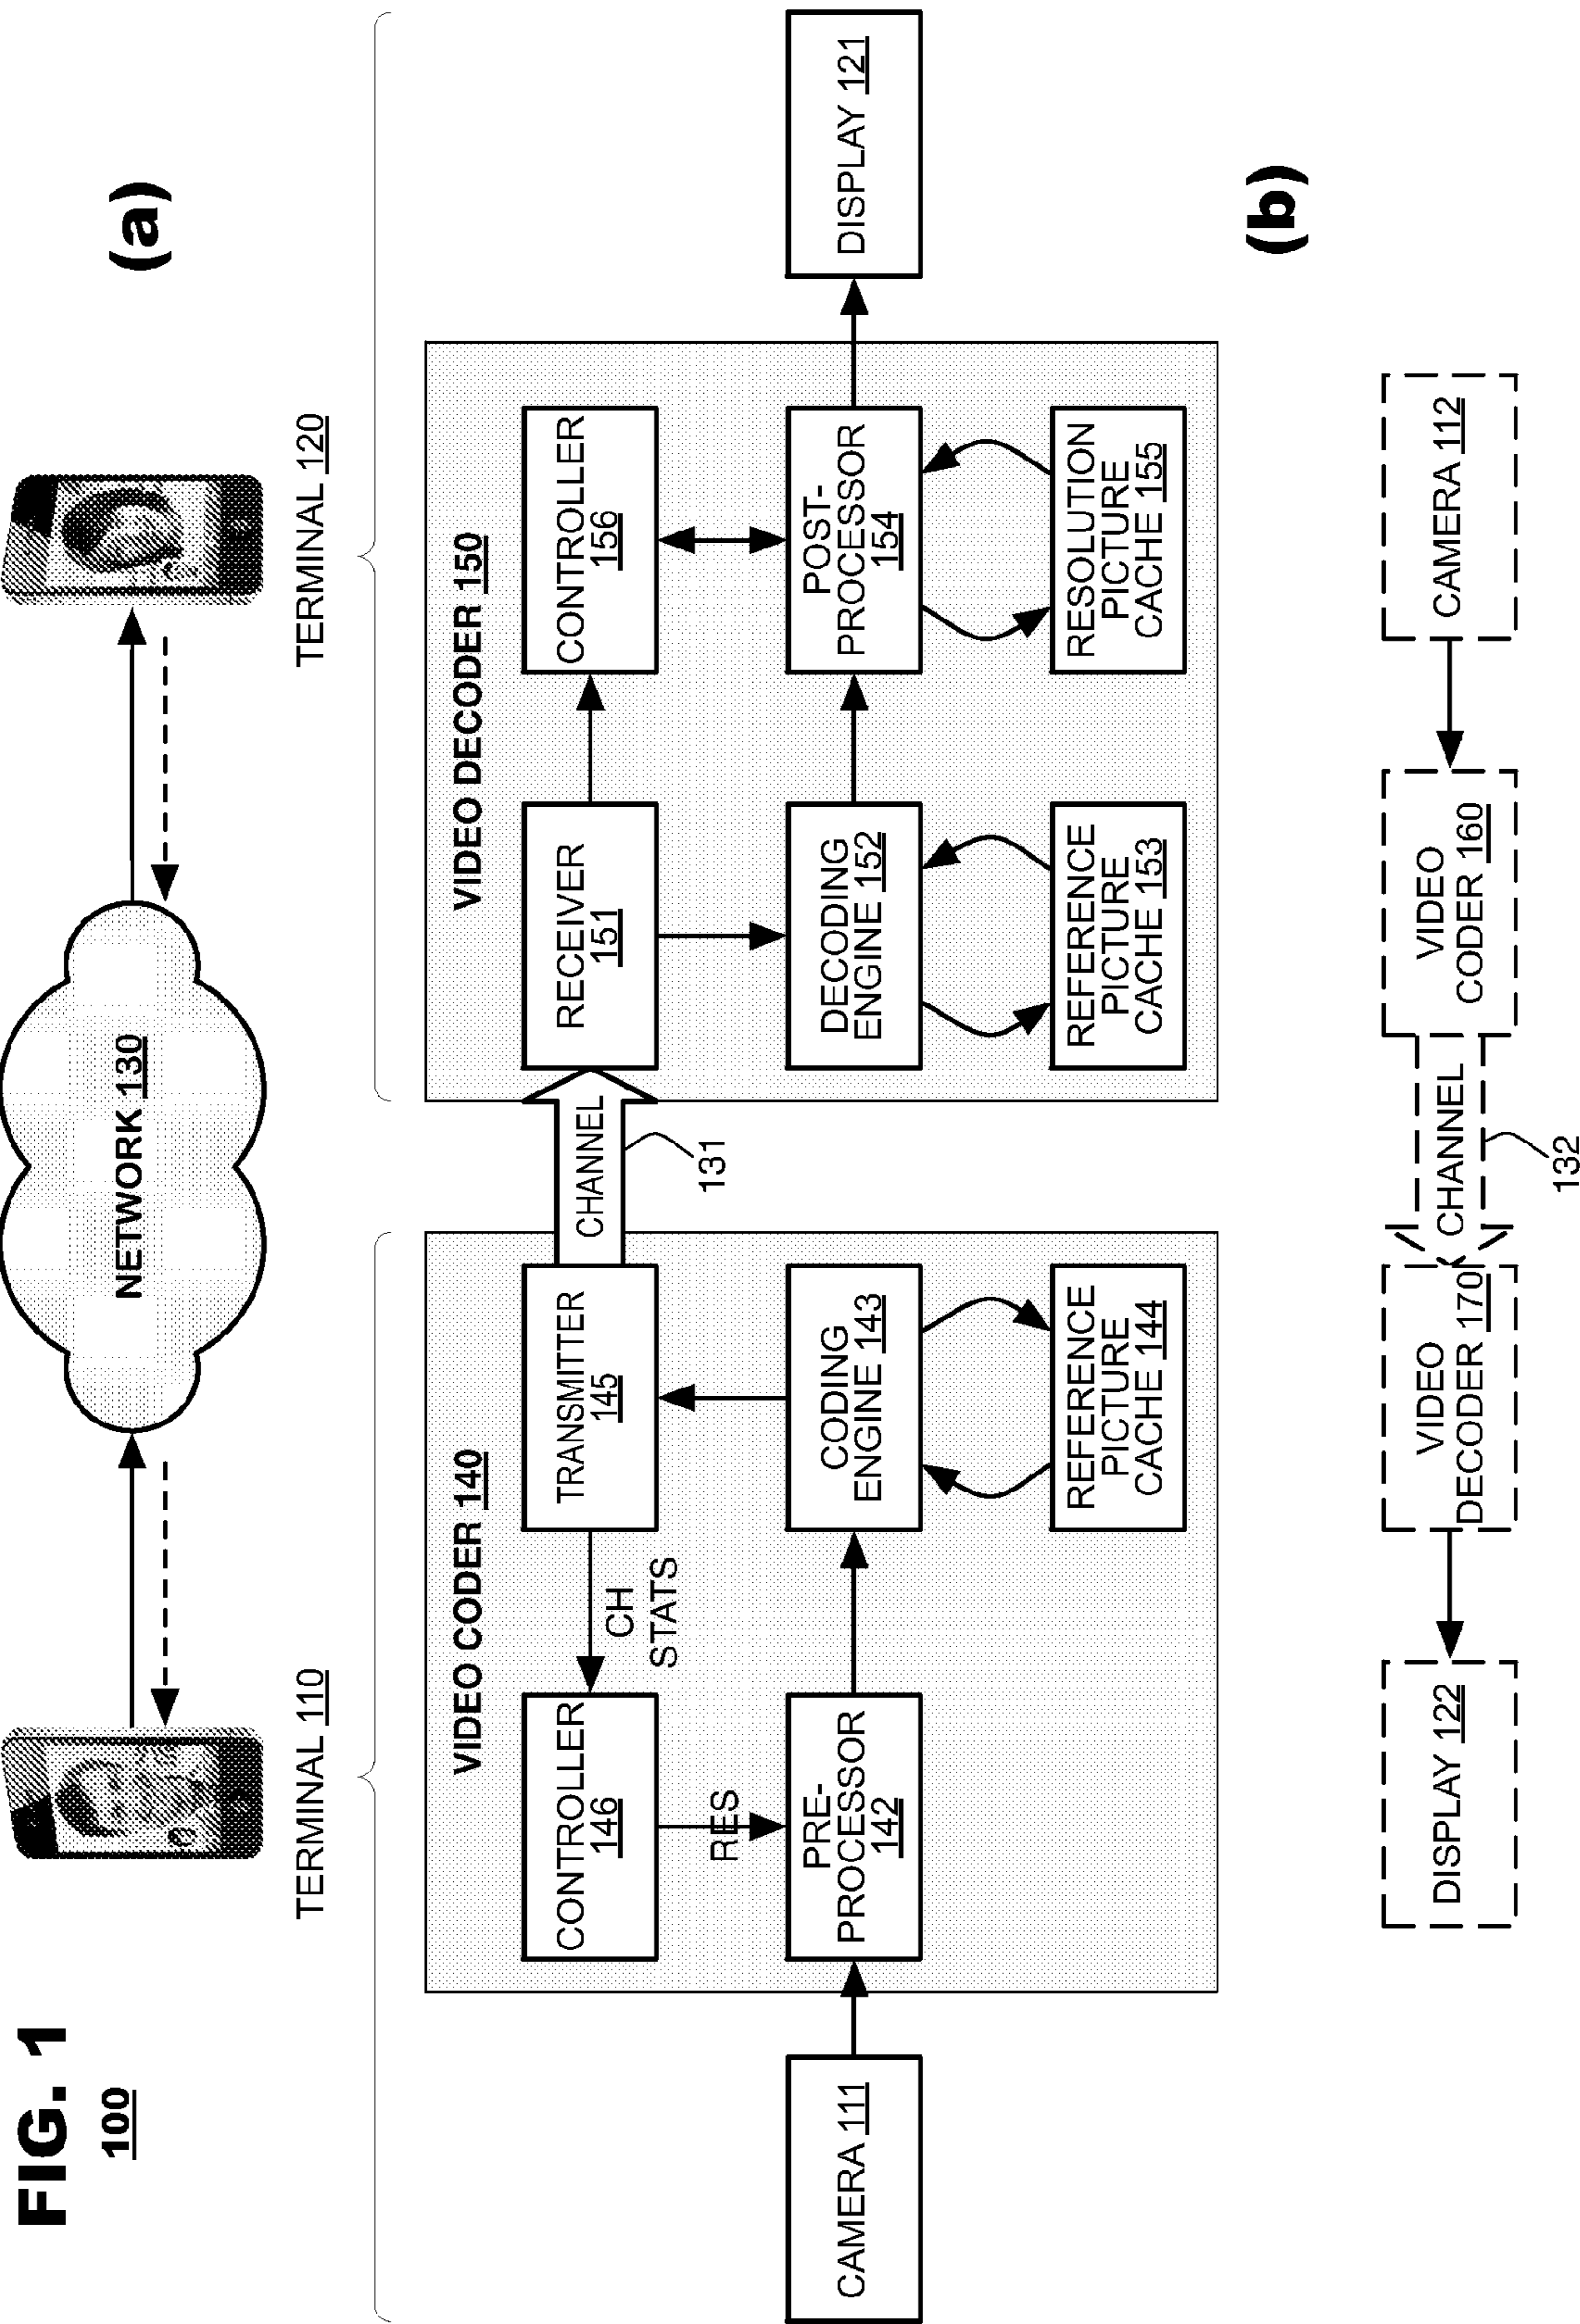 FIG. 1
100
(a)
NETWORK 130
TERMINAL 110
TERMINAL 120
VIDEO CODER 140
VIDEO DECODER 150
CONTROLLER
146
CH
STATS
TRANSMITTER
145
CHANNEL
131
RECEIVER
151
CONTROLLER
156
RES
CAMERA 111
PRE-
PROCESSOR
142
CODING
ENGINE 143
DECODING
ENGINE 152
POST-
PROCESSOR
154
DISPLAY 121
REFERENCE
PICTURE
CACHE 144
REFERENCE
PICTURE
CACHE 153
RESOLUTION
PICTURE
CACHE 155
(b)
DISPLAY 122
VIDEO
DECODER 170
CHANNEL
132
VIDEO
CODER 160
CAMERA 112